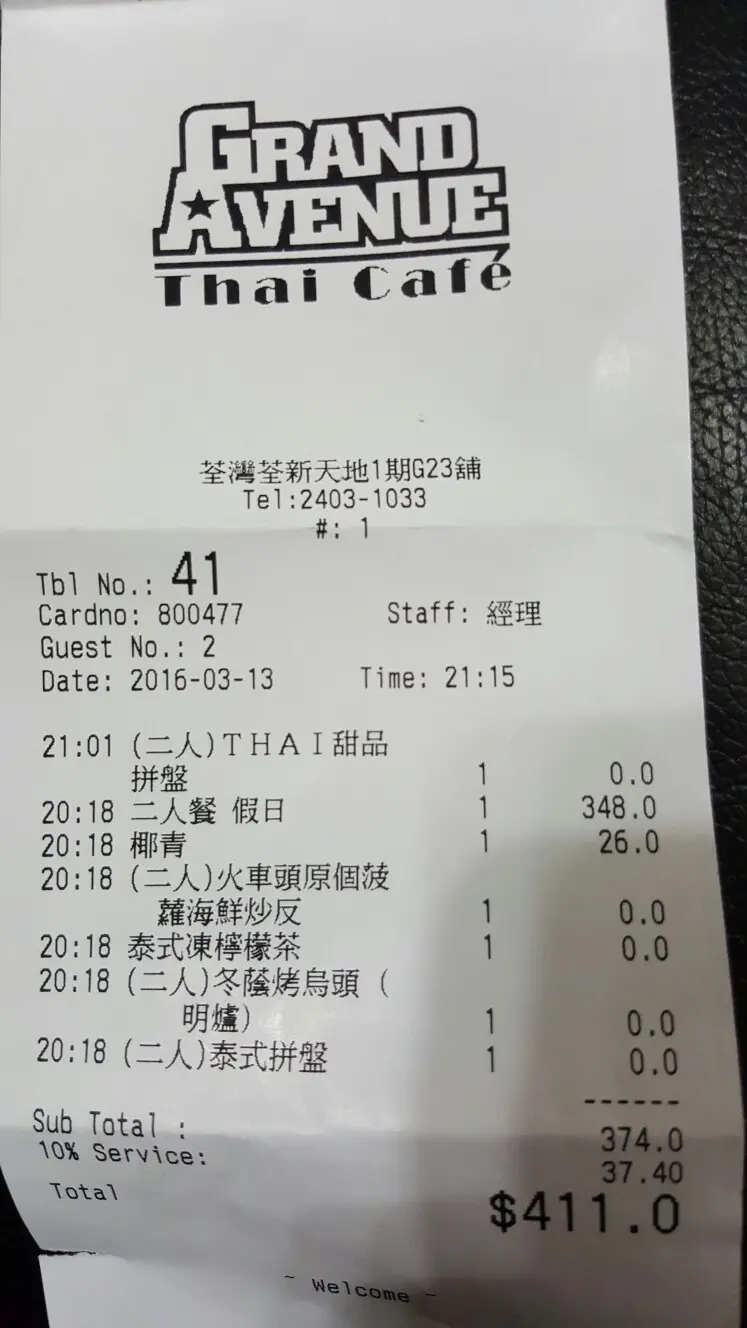 GRAND
AVENUE
Thai Café
荃灣荃新天地1期G23舖
Tel:2403-1033
#: 1
Tbl No.: 41
Cardno: 800477 Staff: 經理
Guest No.: 2
Date: 2016-03-13 Time: 21:15
21:01 (二人)ＴＨＡＩ甜品
拼盤 1 0.0
20:18 二人餐 假日 1 348.0
20:18 椰青 1 26.0
20:18 (二人)火車頭原個菠
蘿海鮮炒反 1 0.0
20:18 泰式凍檸檬茶 1 0.0
20:18 (二人)冬蔭烤烏頭 (
明爐) 1 0.0
20:18 (二人)泰式拼盤 1 0.0
------
Sub Total : 374.0
10% Service: 37.40
Total $411.0
~ Welcome ~